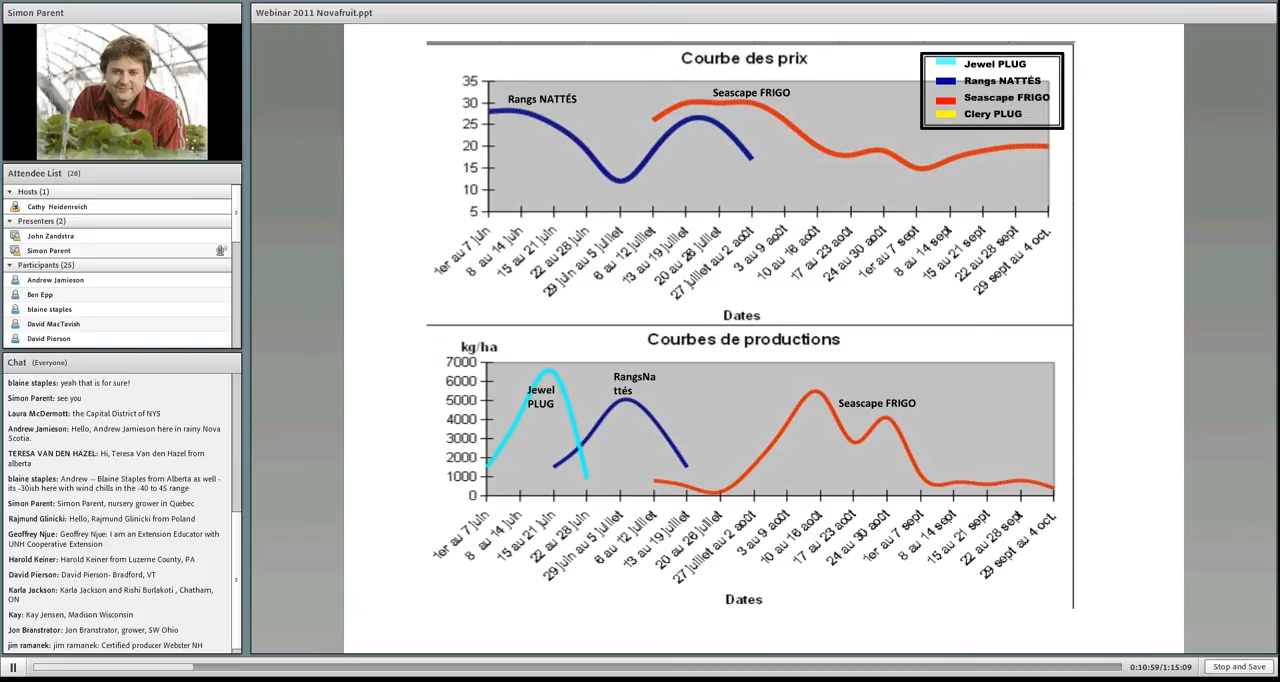 Simon Parent
Attendee List (28)
Hosts (1)
Cathy Heidenreich
Presenters (2)
John Zandstra
Simon Parent
Participants (25)
Andrew Jamieson
Ben Epp
blaine staples
David MacTavish
David Pierson
Chat (Everyone)
blaine staples: yeah that is for sure!
Simon Parent: see you
Laura McDermott: the Capital District of NYS
Andrew Jamieson: Hello, Andrew Jamieson here in rainy Nova
Scotia.
TERESA VAN DEN HAZEL: Hi, Teresa Van den Hazel from
alberta
blaine staples: Andrew -- Blaine Staples from Alberta as well -
its -30ish here with wind chills in the -40 to 45 range
Simon Parent: Simon Parent, nursery grower in Quebec
Rajmund Glinicki: Hello, Rajmund Glinicki from Poland
Geoffrey Njue: Geoffrey Njue: I am an Extension Educator with
UNH Cooperative Extension
Harold Keiner: Harold Keiner from Luzerne County, PA
David Pierson: David Pierson- Bradford, VT
Karla Jackson: Karla Jackson and Rishi Burlakoti , Chatham,
ON
Kay: Kay Jensen, Madison Wisconsin
Jon Branstrator: Jon Branstrator, grower, SW Ohio
jim ramanek: jim ramanek: Certified producer Webster NH
Webinar 2011 Novafruit.ppt
Courbe des prix
Jewel PLUG
Rangs NATTÉS
Seascape FRIGO
Clery PLUG
Rangs NATTÉS
Seascape FRIGO
35
30
25
20
15
10
5
1er au 7 juin
8 au 14 juin
15 au 21 juin
22 au 28 juin
29 juin au 5 juillet
6 au 12 juillet
13 au 19 juillet
20 au 26 juillet
27 juillet au 2 août
3 au 9 août
10 au 16 août
17 au 23 août
24 au 30 août
1er au 7 sept
8 au 14 sept
15 au 21 sept
22 au 28 sept
29 sept au 4 oct.
Dates
Courbes de productions
kg/ha
7000
6000
5000
4000
3000
2000
1000
0
Jewel
PLUG
RangsNa
ttés
Seascape FRIGO
1er au 7 juin
8 au 14 juin
15 au 21 juin
22 au 28 juin
29 juin au 5 juillet
6 au 12 juillet
13 au 19 juillet
20 au 26 juillet
27 juillet au 2 août
3 au 9 août
10 au 16 août
17 au 23 août
24 au 30 août
1er au 7 sept
8 au 14 sept
15 au 21 sept
22 au 28 sept
29 sept au 4 oct.
Dates
0:10:59/1:15:09
Stop and Save